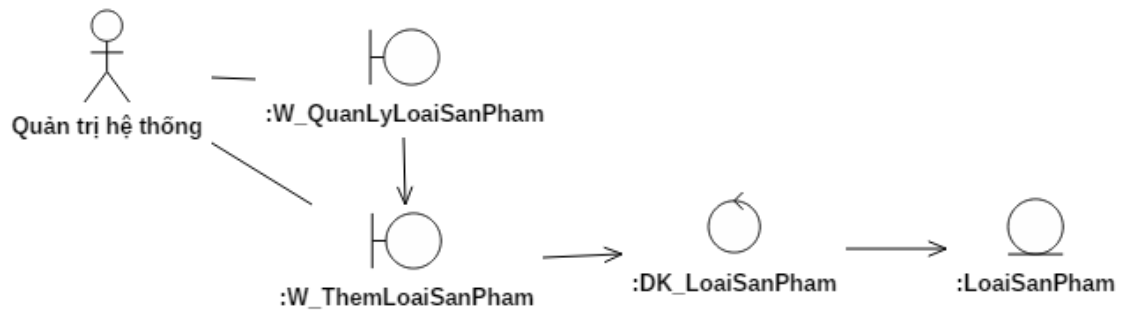 Quản trị hệ thống
:W_QuanLyLoaiSanPham
:W_ThemLoaiSanPham
:DK_LoaiSanPham
:LoaiSanPham